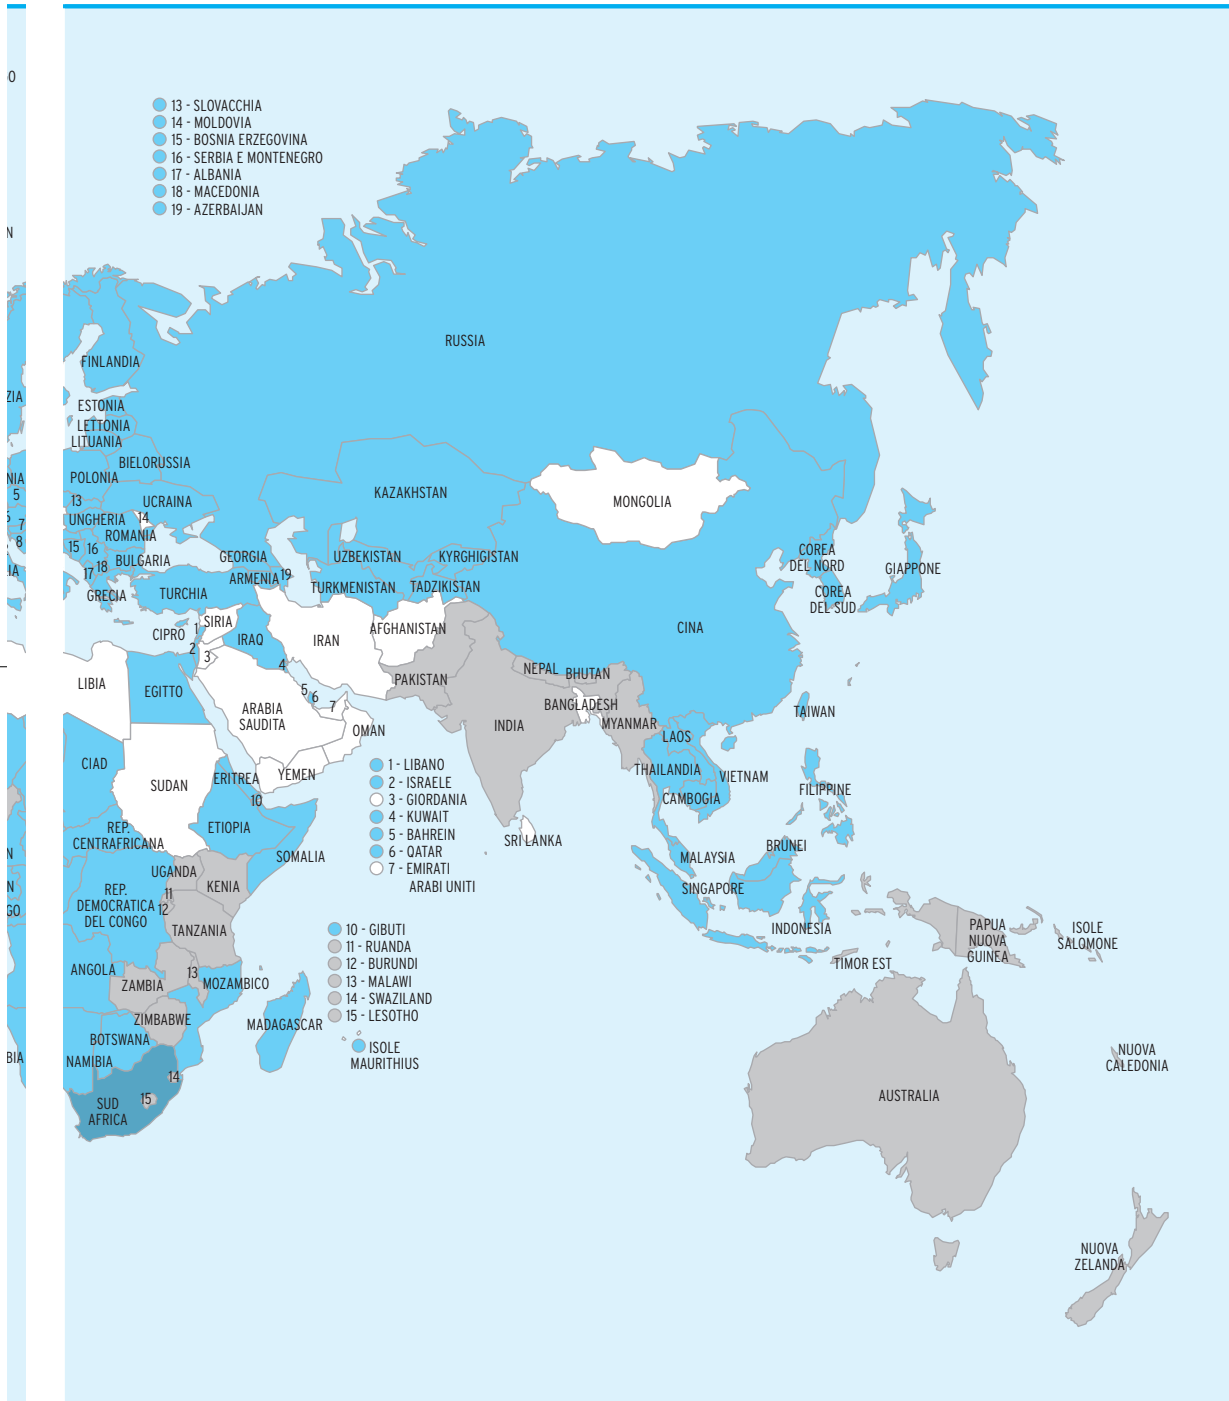 13 - SLOVACCHIA
14 - MOLDOVIA
15 - BOSNIA ERZEGOVINA
16 - SERBIA E MONTENEGRO
17 - ALBANIA
18 - MACEDONIA
19 - AZERBAIJAN
RUSSIA
FINLANDIA
ESTONIA
LETTONIA
LITUANIA
BIELORUSSIA
POLONIA
5
13
UCRAINA
KAZAKHSTAN
MONGOLIA
7
UNGHERIA
14
ROMANIA
8
15
16
BULGARIA
GEORGIA
UZBEKISTAN
KYRGHIGISTAN
COREA
DEL NORD
GIAPPONE
17
18
GRECIA
TURCHIA
ARMENIA
19
TURKMENISTAN
TADZIKISTAN
COREA
DEL SUD
CIPRO
1
SIRIA
2
3
IRAQ
IRAN
AFGHANISTAN
CINA
4
LIBIA
EGITTO
5
6
7
PAKISTAN
NEPAL
BHUTAN
ARABIA
SAUDITA
OMAN
INDIA
BANGLADESH
MYANMAR
TAIWAN
LAOS
CIAD
SUDAN
ERITREA
YEMEN
10
THAILANDIA
VIETNAM
CAMBOGIA
FILIPPINE
1 - LIBANO
2 - ISRAELE
3 - GIORDANIA
4 - KUWAIT
5 - BAHREIN
6 - QATAR
7 - EMIRATI
ARABI UNITI
REP.
CENTRAFRICANA
ETIOPIA
SOMALIA
SRI LANKA
MALAYSIA
BRUNEI
SINGAPORE
UGANDA
KENIA
11
12
REP.
DEMOCRATICA
DEL CONGO
TANZANIA
INDONESIA
PAPUA
NUOVA
GUINEA
ISOLE
SALOMONE
TIMOR EST
10 - GIBUTI
11 - RUANDA
12 - BURUNDI
13 - MALAWI
14 - SWAZILAND
15 - LESOTHO
ISOLE
MAURITHIUS
ANGOLA
ZAMBIA
13
MOZAMBICO
ZIMBABWE
MADAGASCAR
BOTSWANA
NAMIBIA
14
15
SUD
AFRICA
AUSTRALIA
NUOVA
CALEDONIA
NUOVA
ZELANDA